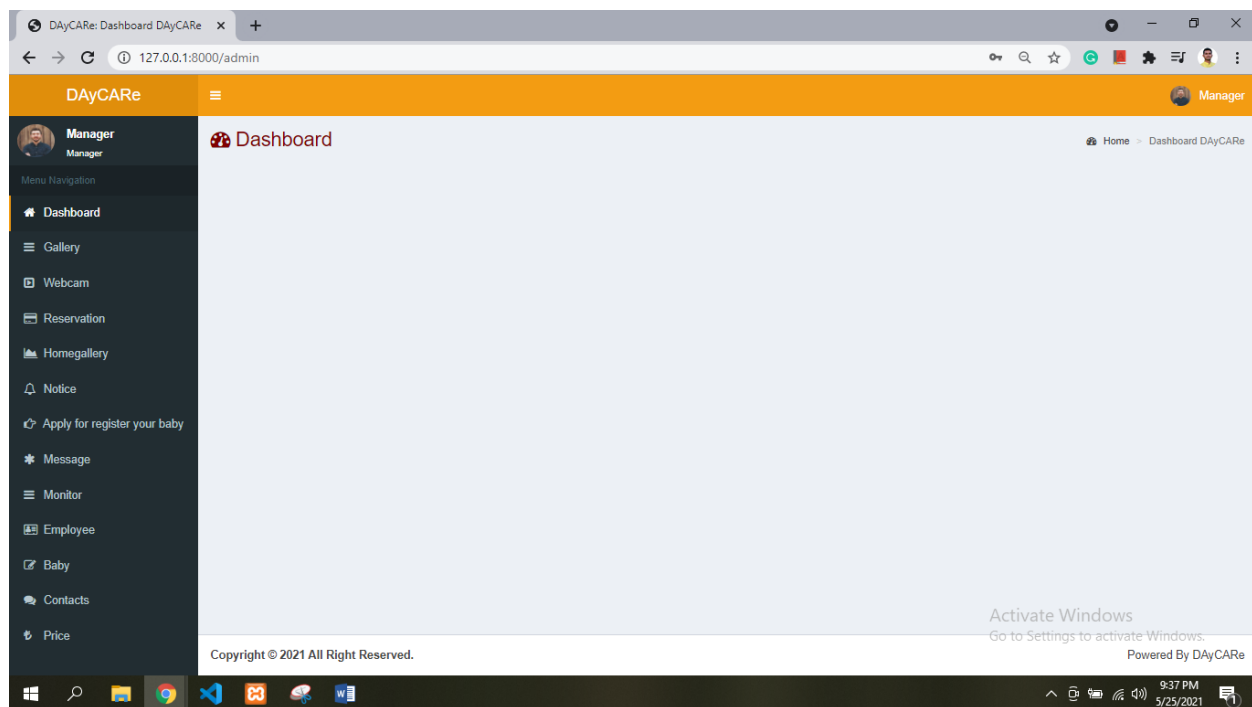 DAyCARe: Dashboard DAyCARe
127.0.0.1:8000/admin
DAyCARe
Manager
Manager
Manager
Dashboard
Home > Dashboard DAyCARe
Menu Navigation
Dashboard
Gallery
Webcam
Reservation
Homegallery
Notice
Apply for register your baby
Message
Monitor
Employee
Baby
Contacts
Price
Activate Windows
Go to Settings to activate Windows.
Copyright © 2021 All Right Reserved.
Powered By DAyCARe
9:37 PM
5/25/2021